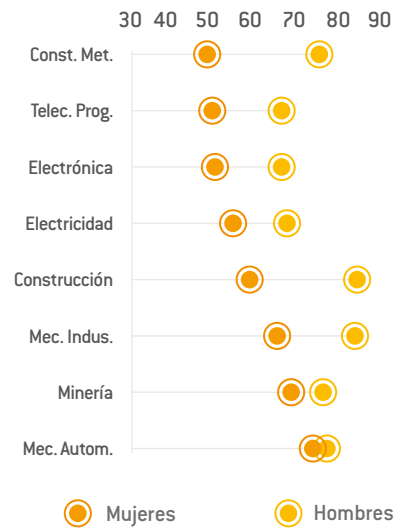 30 40 50 60 70 80 90
Const. Met.
Telec. Prog.
Electrónica
Electricidad
Construcción
Mec. Indus.
Minería
Mec. Autom.
Mujeres Hombres